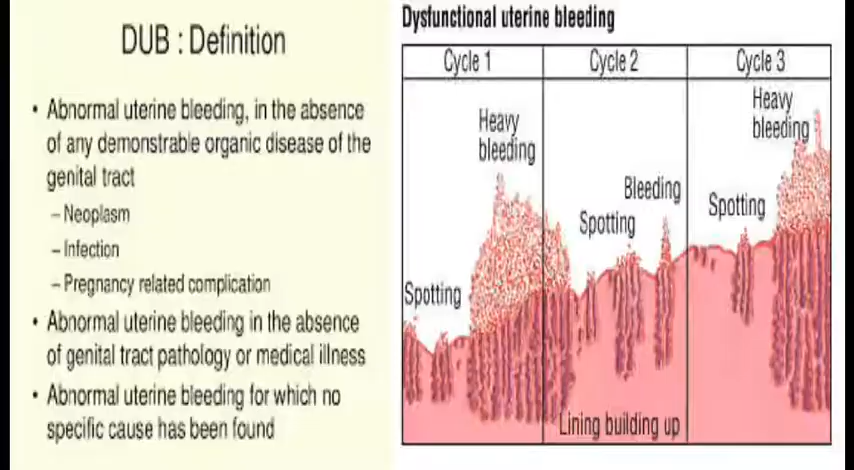 DUB : Definition
• Abnormal uterine bleeding, in the absence
of any demonstrable organic disease of the
genital tract
– Neoplasm
– Infection
– Pregnancy related complication
• Abnormal uterine bleeding in the absence
of genital tract pathology or medical illness
• Abnormal uterine bleeding for which no
specific cause has been found
Dysfunctional uterine bleeding
Cycle 1
Cycle 2
Cycle 3
Spotting
Heavy
bleeding
Spotting
Bleeding
Spotting
Heavy
bleeding
Lining building up